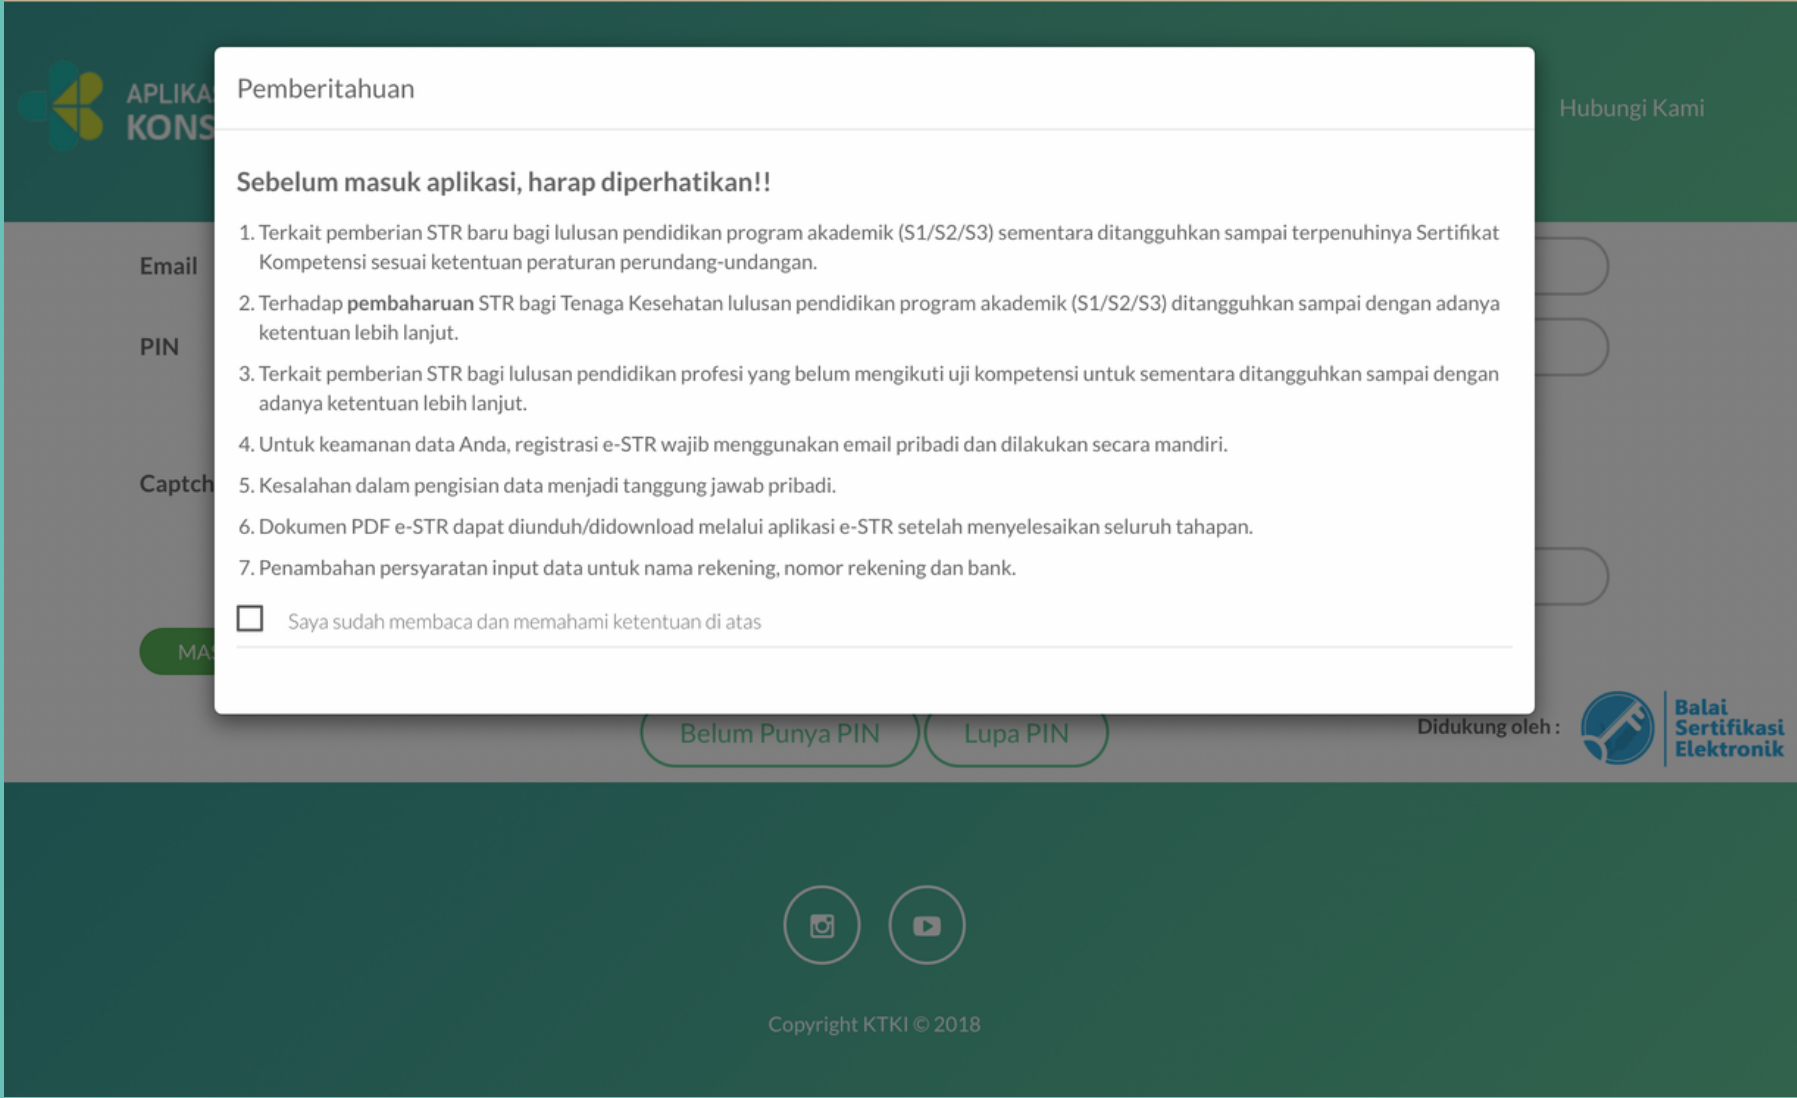 APLIKAS
KONS
Hubungi Kami
Pemberitahuan
Sebelum masuk aplikasi, harap diperhatikan!!
1. Terkait pemberian STR baru bagi lulusan pendidikan program akademik (S1/S2/S3) sementara ditangguhkan sampai terpenuhinya Sertifikat
Kompetensi sesuai ketentuan peraturan perundang-undangan.
2. Terhadap pembaharuan STR bagi Tenaga Kesehatan lulusan pendidikan program akademik (S1/S2/S3) ditangguhkan sampai dengan adanya
ketentuan lebih lanjut.
3. Terkait pemberian STR bagi lulusan pendidikan profesi yang belum mengikuti uji kompetensi untuk sementara ditangguhkan sampai dengan
adanya ketentuan lebih lanjut.
4. Untuk keamanan data Anda, registrasi e-STR wajib menggunakan email pribadi dan dilakukan secara mandiri.
5. Kesalahan dalam pengisian data menjadi tanggung jawab pribadi.
6. Dokumen PDF e-STR dapat diunduh/didownload melalui aplikasi e-STR setelah menyelesaikan seluruh tahapan.
7. Penambahan persyaratan input data untuk nama rekening, nomor rekening dan bank.
Saya sudah membaca dan memahami ketentuan di atas
Email
PIN
Captch
MAS
Belum Punya PIN
Lupa PIN
Didukung oleh :
Balai
Sertifikasi
Elektronik
Copyright KTKI © 2018